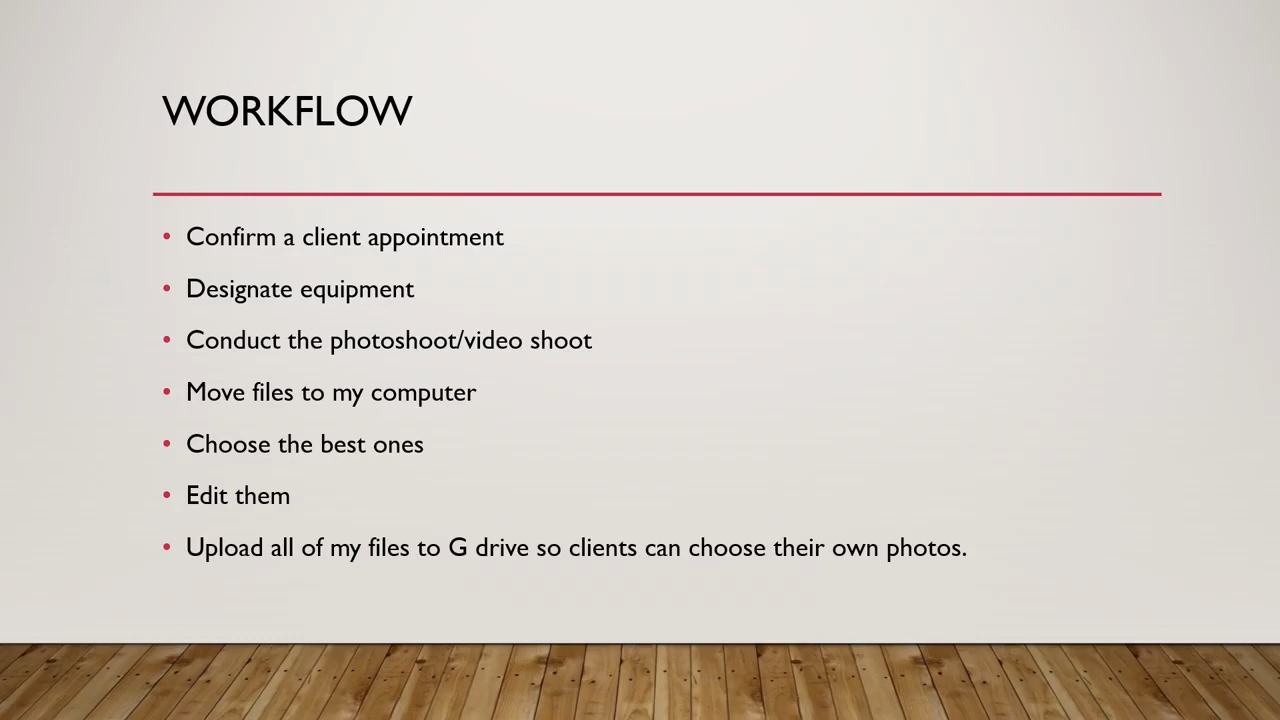 WORKFLOW
• Confirm a client appointment
• Designate equipment
• Conduct the photoshoot/video shoot
• Move files to my computer
• Choose the best ones
• Edit them
• Upload all of my files to G drive so clients can choose their own photos.